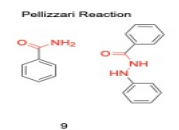 Pellizzari Reaction
O
NH₂
O
NH
HN
9